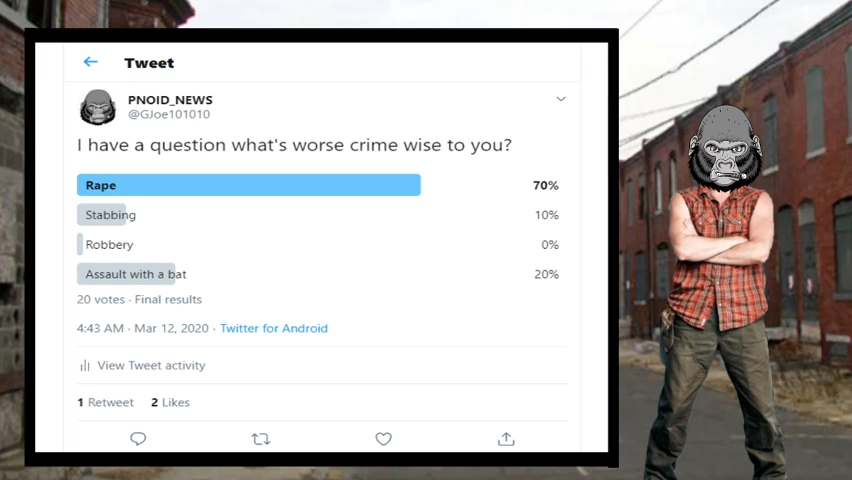 Tweet
PNOID_NEWS
@GJoe101010
I have a question what's worse crime wise to you?
Rape 70%
Stabbing 10%
Robbery 0%
Assault with a bat 20%
20 votes · Final results
4:43 AM · Mar 12, 2020 · Twitter for Android
View Tweet activity
1 Retweet 2 Likes